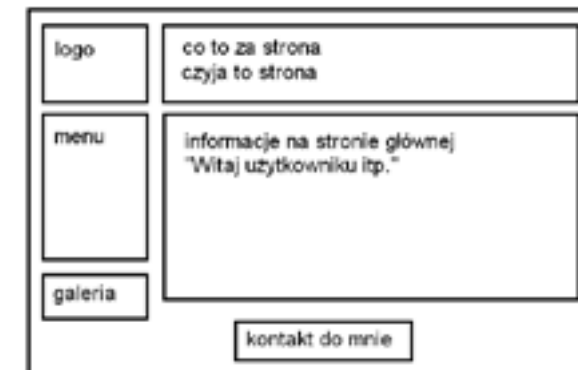 logo
co to za strona
czyja to strona
menu
informacje na stronie głównej
"Witaj użytkowniku itp."
galeria
kontakt do mnie